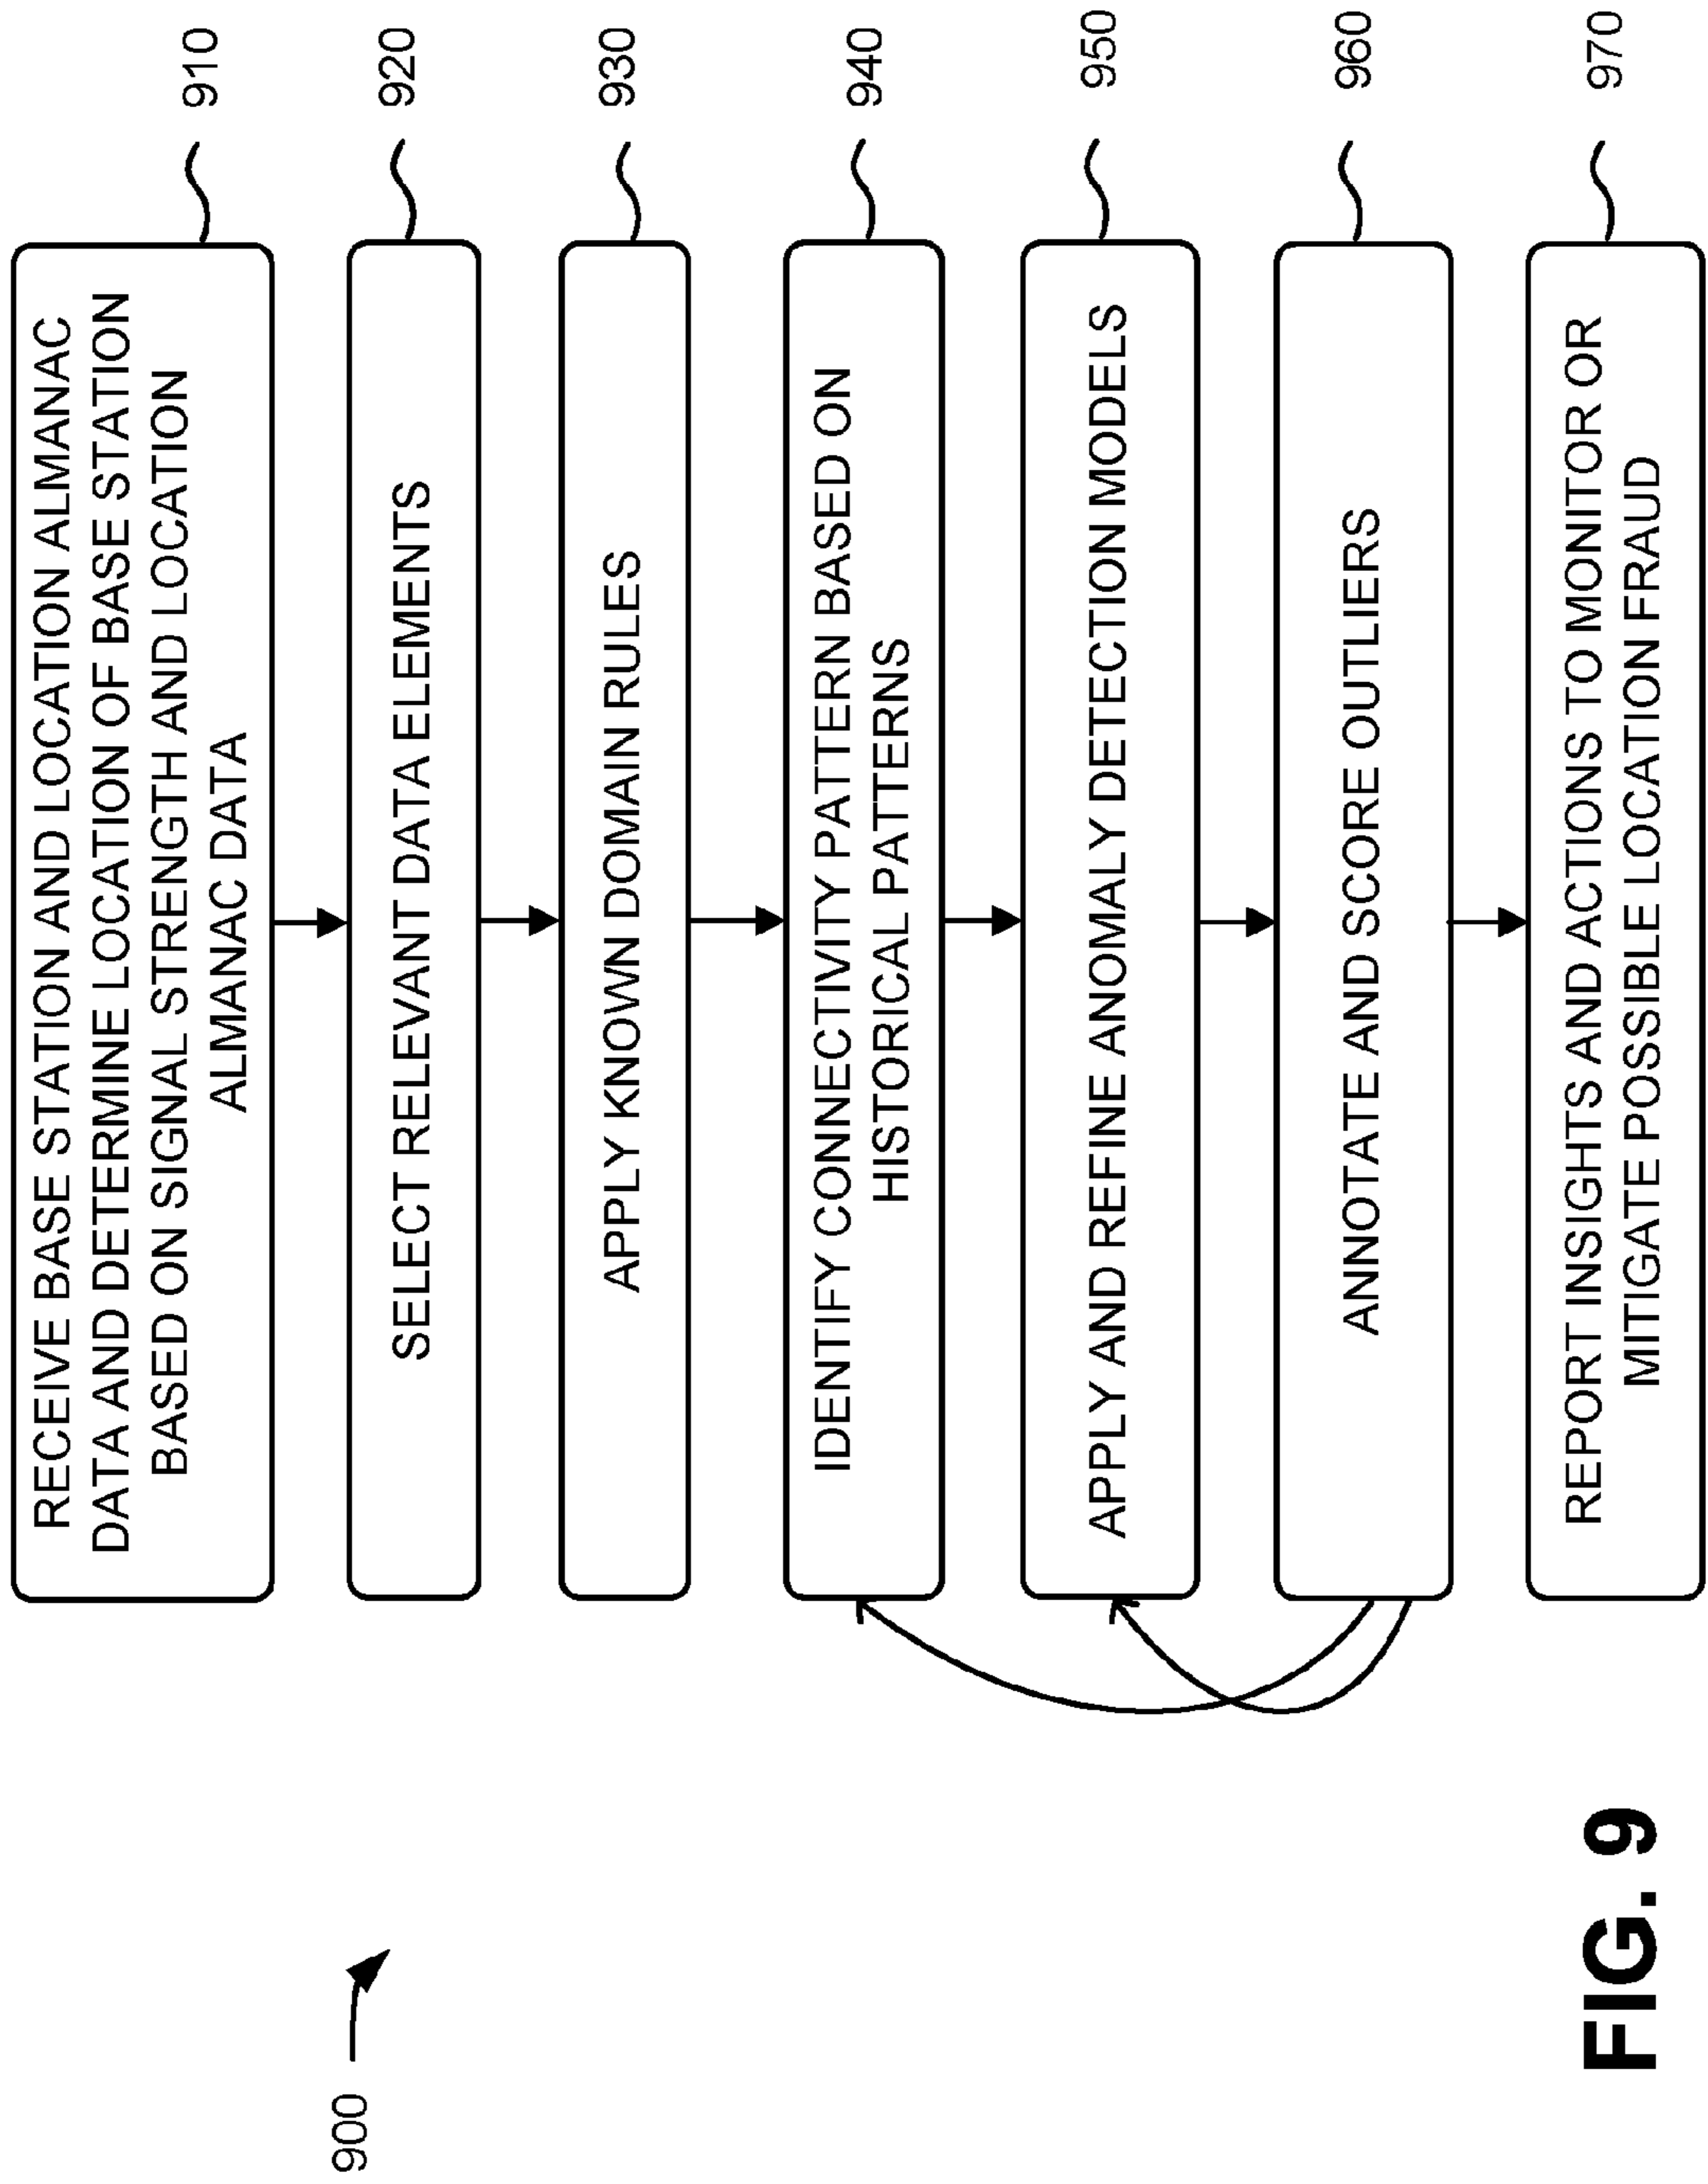 900
RECEIVE BASE STATION AND LOCATION ALMANAC
DATA AND DETERMINE LOCATION OF BASE STATION
BASED ON SIGNAL STRENGTH AND LOCATION
ALMANAC DATA
910
SELECT RELEVANT DATA ELEMENTS
920
APPLY KNOWN DOMAIN RULES
930
IDENTIFY CONNECTIVITY PATTERN BASED ON
HISTORICAL PATTERNS
940
APPLY AND REFINE ANOMALY DETECTION MODELS
950
ANNOTATE AND SCORE OUTLIERS
960
REPORT INSIGHTS AND ACTIONS TO MONITOR OR
MITIGATE POSSIBLE LOCATION FRAUD
970
FIG. 9